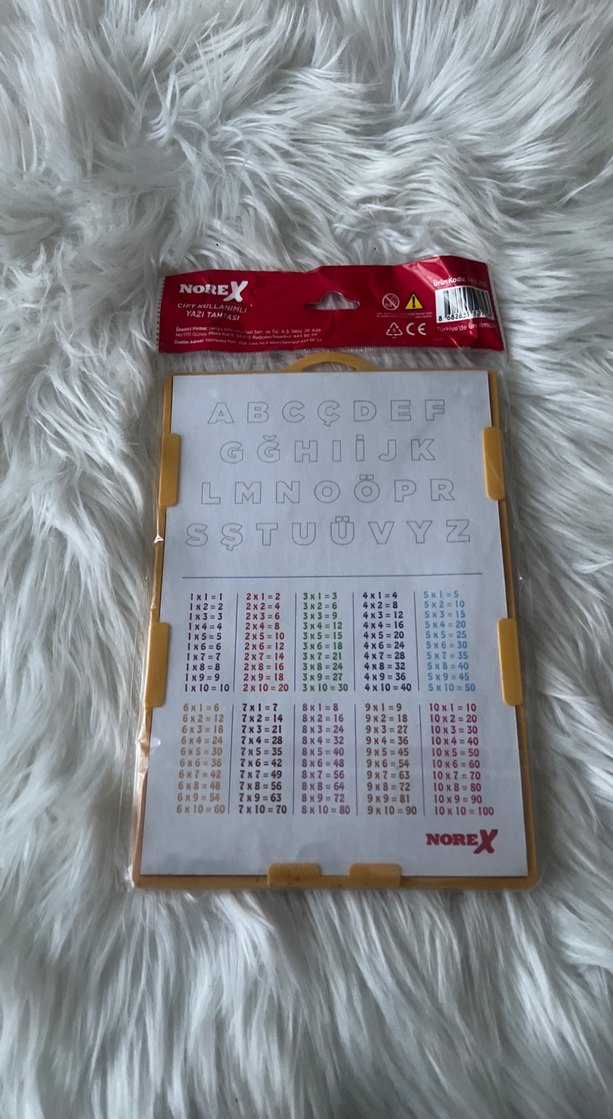 NOREX
ÇİFT KULLANIMLI
YAZI TAHTASI
Üretici Firma:
Ürün Kodu:
CE
Türkiye'de
A B C Ç D E F
G Ğ H I İ J K
L M N O Ö P R
S Ş T U Ü V Y Z
1 x 1 = 1 2 x 1 = 2 3 x 1 = 3 4 x 1 = 4 5 x 1 = 5
1 x 2 = 2 2 x 2 = 4 3 x 2 = 6 4 x 2 = 8 5 x 2 = 10
1 x 3 = 3 2 x 3 = 6 3 x 3 = 9 4 x 3 = 12 5 x 3 = 15
1 x 4 = 4 2 x 4 = 8 3 x 4 = 12 4 x 4 = 16 5 x 4 = 20
1 x 5 = 5 2 x 5 = 10 3 x 5 = 15 4 x 5 = 20 5 x 5 = 25
1 x 6 = 6 2 x 6 = 12 3 x 6 = 18 4 x 6 = 24 5 x 6 = 30
1 x 7 = 7 2 x 7 = 14 3 x 7 = 21 4 x 7 = 28 5 x 7 = 35
1 x 8 = 8 2 x 8 = 16 3 x 8 = 24 4 x 8 = 32 5 x 8 = 40
1 x 9 = 9 2 x 9 = 18 3 x 9 = 27 4 x 9 = 36 5 x 9 = 45
1 x 10 = 10 2 x 10 = 20 3 x 10 = 30 4 x 10 = 40 5 x 10 = 50
6 x 1 = 6 7 x 1 = 7 8 x 1 = 8 9 x 1 = 9 10 x 1 = 10
6 x 2 = 12 7 x 2 = 14 8 x 2 = 16 9 x 2 = 18 10 x 2 = 20
6 x 3 = 18 7 x 3 = 21 8 x 3 = 24 9 x 3 = 27 10 x 3 = 30
6 x 4 = 24 7 x 4 = 28 8 x 4 = 32 9 x 4 = 36 10 x 4 = 40
6 x 5 = 30 7 x 5 = 35 8 x 5 = 40 9 x 5 = 45 10 x 5 = 50
6 x 6 = 36 7 x 6 = 42 8 x 6 = 48 9 x 6 = 54 10 x 6 = 60
7 x 7 = 42 7 x 7 = 49 8 x 7 = 56 9 x 7 = 63 10 x 7 = 70
6 x 8 = 48 7 x 8 = 56 8 x 8 = 64 9 x 8 = 72 10 x 8 = 80
6 x 9 = 54 7 x 9 = 63 8 x 9 = 72 9 x 9 = 81 10 x 9 = 90
6 x 10 = 60 7 x 10 = 70 8 x 10 = 80 9 x 10 = 90 10 x 10 = 100
NOREX